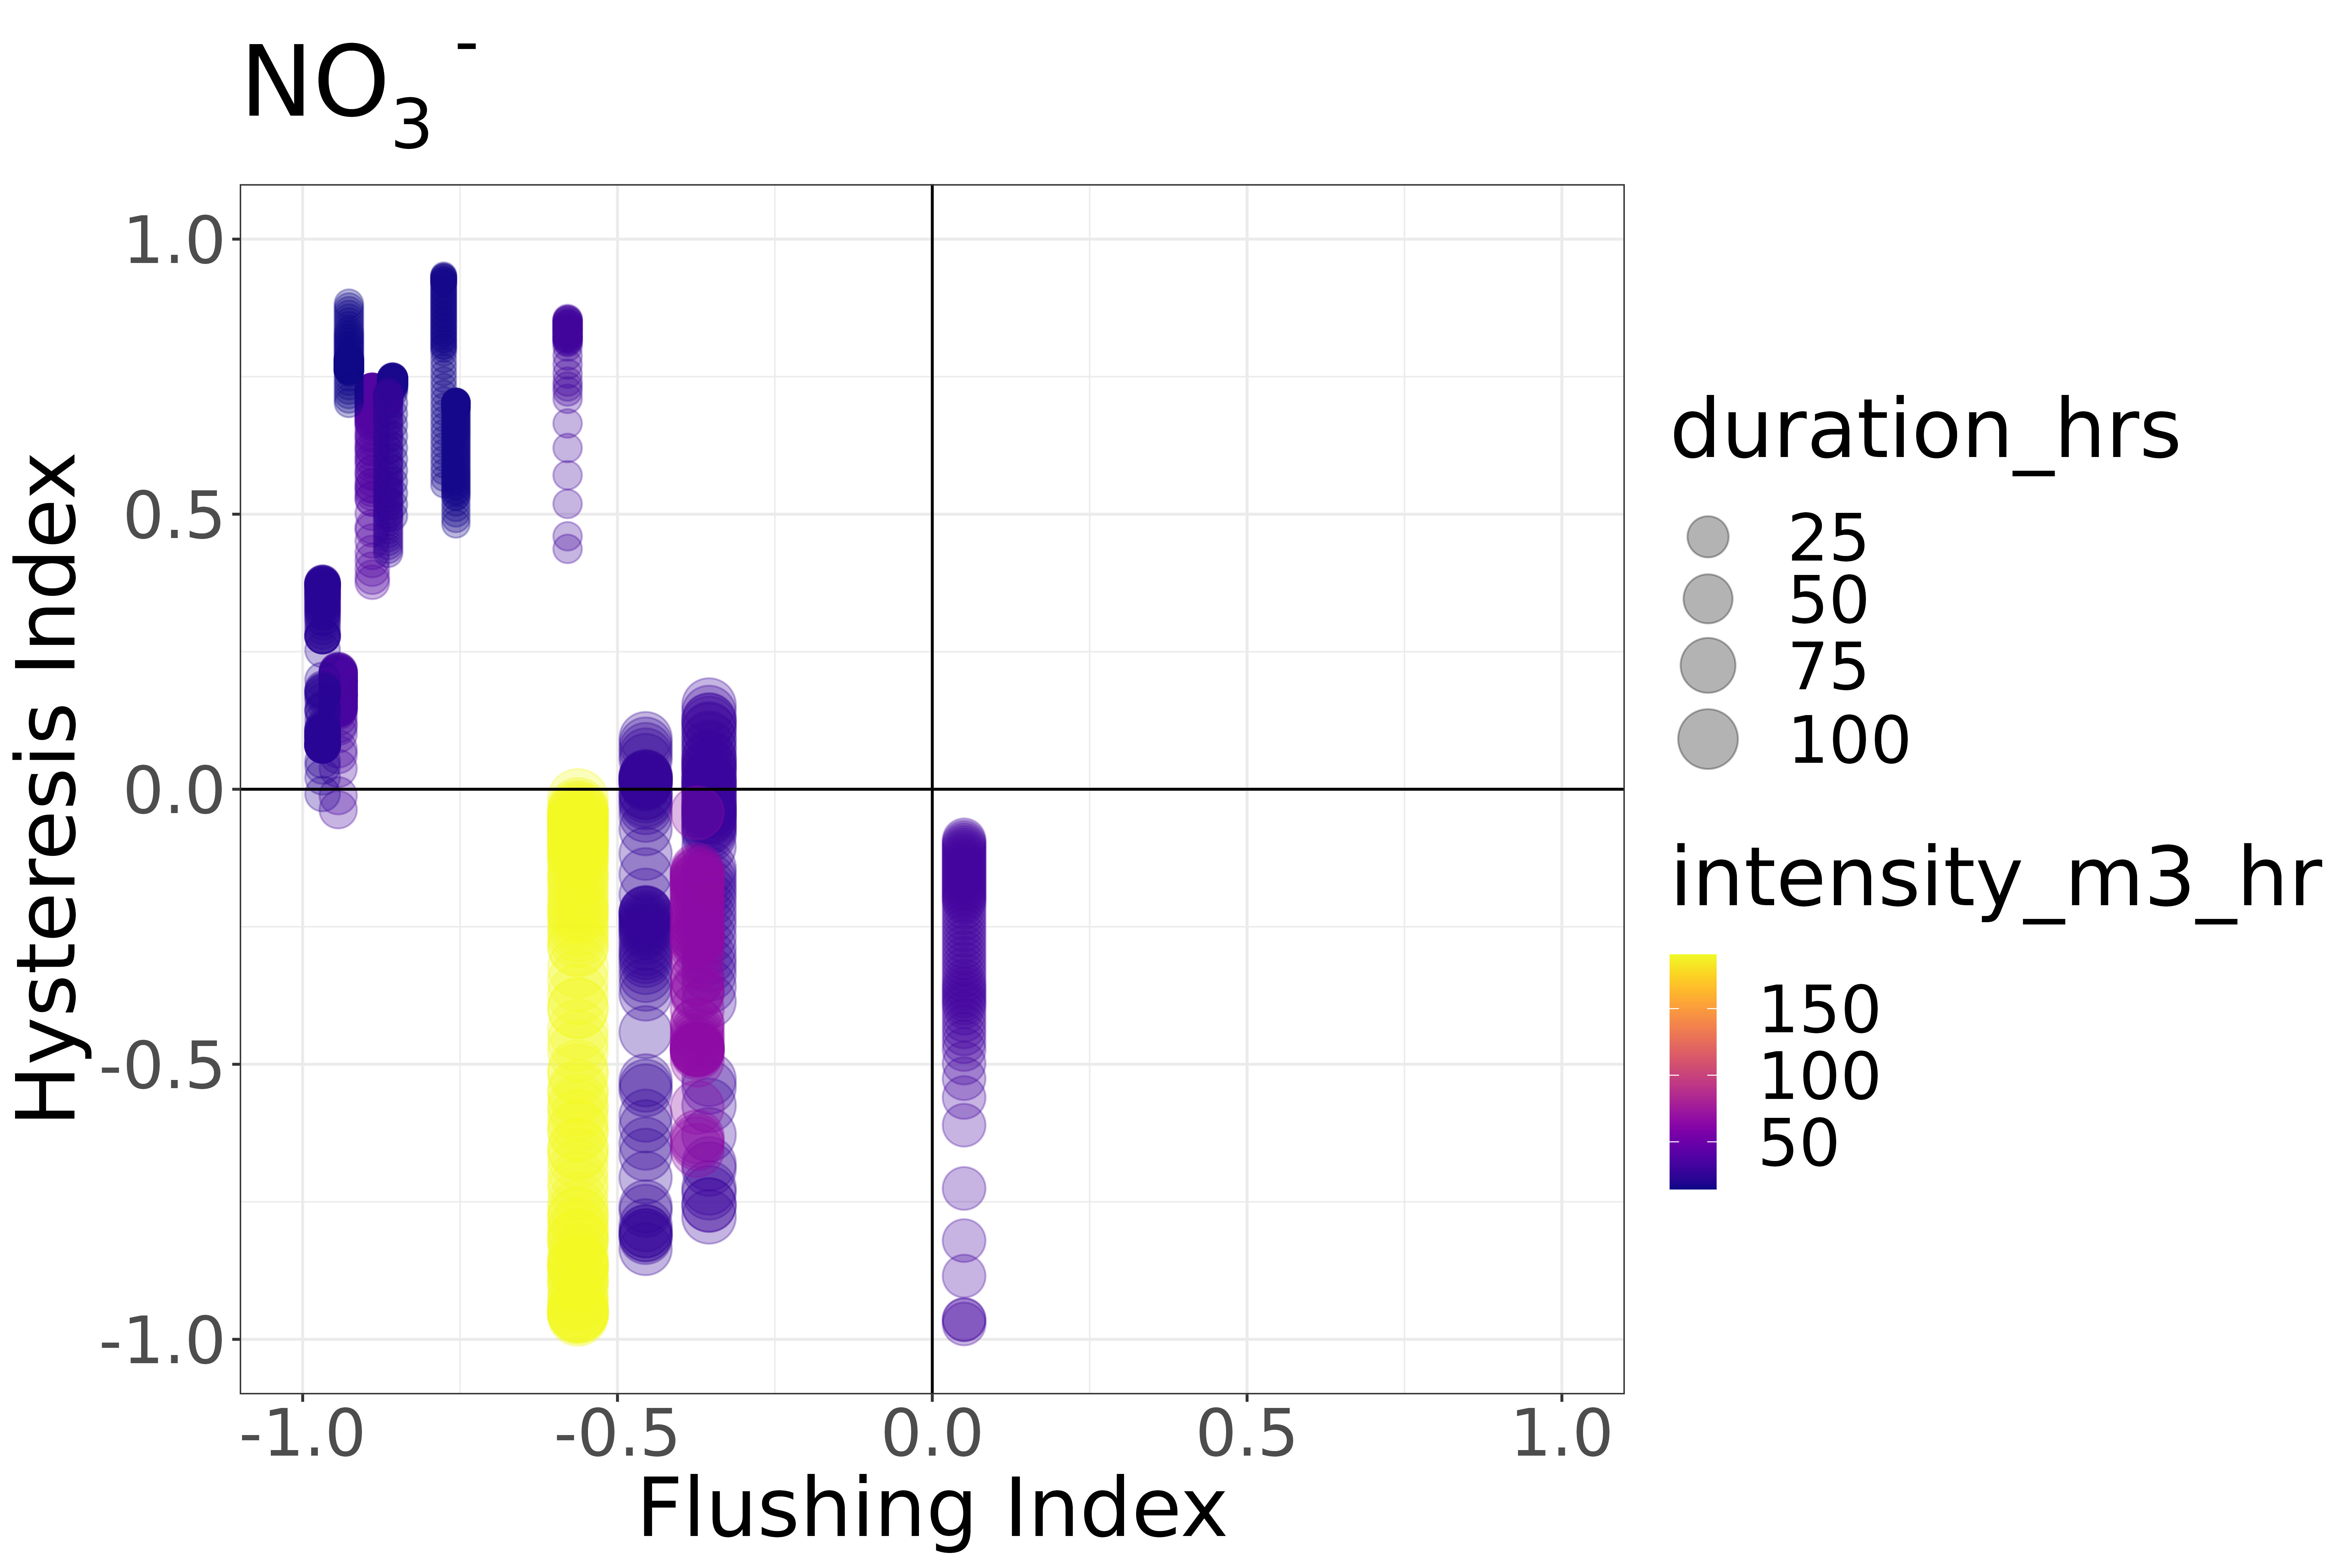 NO₃⁻
Hysteresis Index
1.0
0.5
0.0
-0.5
-1.0
-1.0 -0.5 0.0 0.5 1.0
Flushing Index
duration_hrs
25
50
75
100
intensity_m3_hr
150
100
50